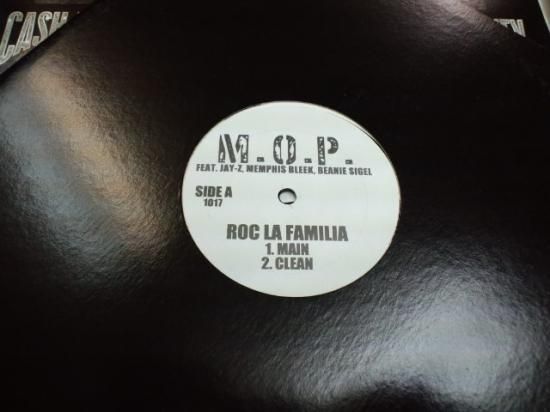 CASH
M.O.P.
FEAT. JAY-Z, MEMPHIS BLEEK, BEANIE SIGEL
SIDE A
1017
ROC LA FAMILIA
1. MAIN
2. CLEAN